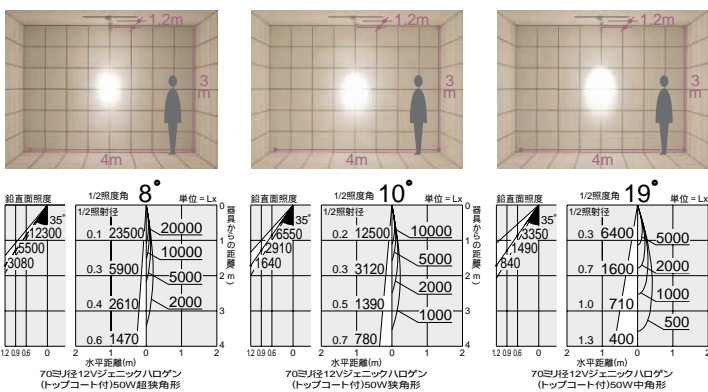 1.2m
3m
4m
鉛直面照度
1/2照度角 8° 単位=Lx
1/2照射径
35°
12300
5500
3080
0.1 23500
0.3 5900
0.4 2610
0.6 1470
20000
10000
5000
2000
0
1
2
3
4
器具からの距離(m)
1.2 0.9 0.6 0
2 1 0 1 2
水平距離(m)
70ミリ径12Vジェニックハロゲン
(トップコート付)50W超狭角形
1.2m
3m
4m
鉛直面照度
1/2照度角 10° 単位=Lx
1/2照射径
35°
6550
2910
1640
0.2 12500
0.3 3120
0.5 1390
0.7 780
10000
5000
2000
1000
0
1
2
3
4
器具からの距離(m)
1.2 0.9 0.6 0
2 1 0 1 2
水平距離(m)
70ミリ径12Vジェニックハロゲン
(トップコート付)50W狭角形
1.2m
3m
4m
鉛直面照度
1/2照度角 19° 単位=Lx
1/2照射径
35°
3350
1490
840
0.3 6400
0.7 1600
1.0 710
1.3 400
5000
2000
1000
500
1.2 0.9 0.6 0
2 1 0 1 2
水平距離(m)
70ミリ径12Vジェニックハロゲン
(トップコート付)50W中角形